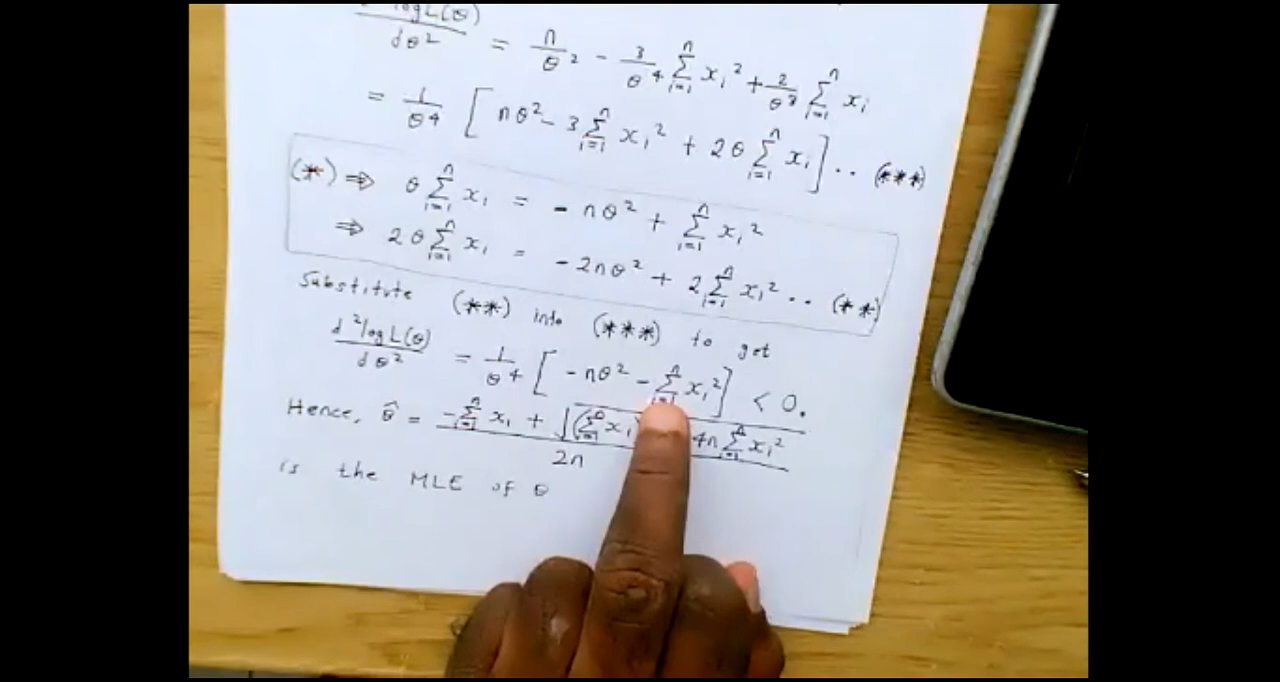 d²logL(θ)/dθ² = n/θ² - 3/θ⁴ Σᵢ₌₁ⁿ xᵢ² + 2/θ³ Σᵢ₌₁ⁿ xᵢ
= 1/θ⁴ [ nθ² - 3 Σᵢ₌₁ⁿ xᵢ² + 2θ Σᵢ₌₁ⁿ xᵢ ] .. (***)
(*) ⇒ θ Σᵢ₌₁ⁿ xᵢ = - nθ² + Σᵢ₌₁ⁿ xᵢ²
⇒ 2θ Σᵢ₌₁ⁿ xᵢ = - 2nθ² + 2 Σᵢ₌₁ⁿ xᵢ² .. (**)
Substitute (**) into (***) to get
d²logL(θ)/dθ² = 1/θ⁴ [ - nθ² - Σᵢ₌₁ⁿ xᵢ² ] < 0.
Hence, θ̂ = (-Σᵢ₌₁ⁿ xᵢ + √((Σᵢ₌₁ⁿ xᵢ) 4n Σᵢ₌₁ⁿ xᵢ²)) / 2n
is the MLE of θ